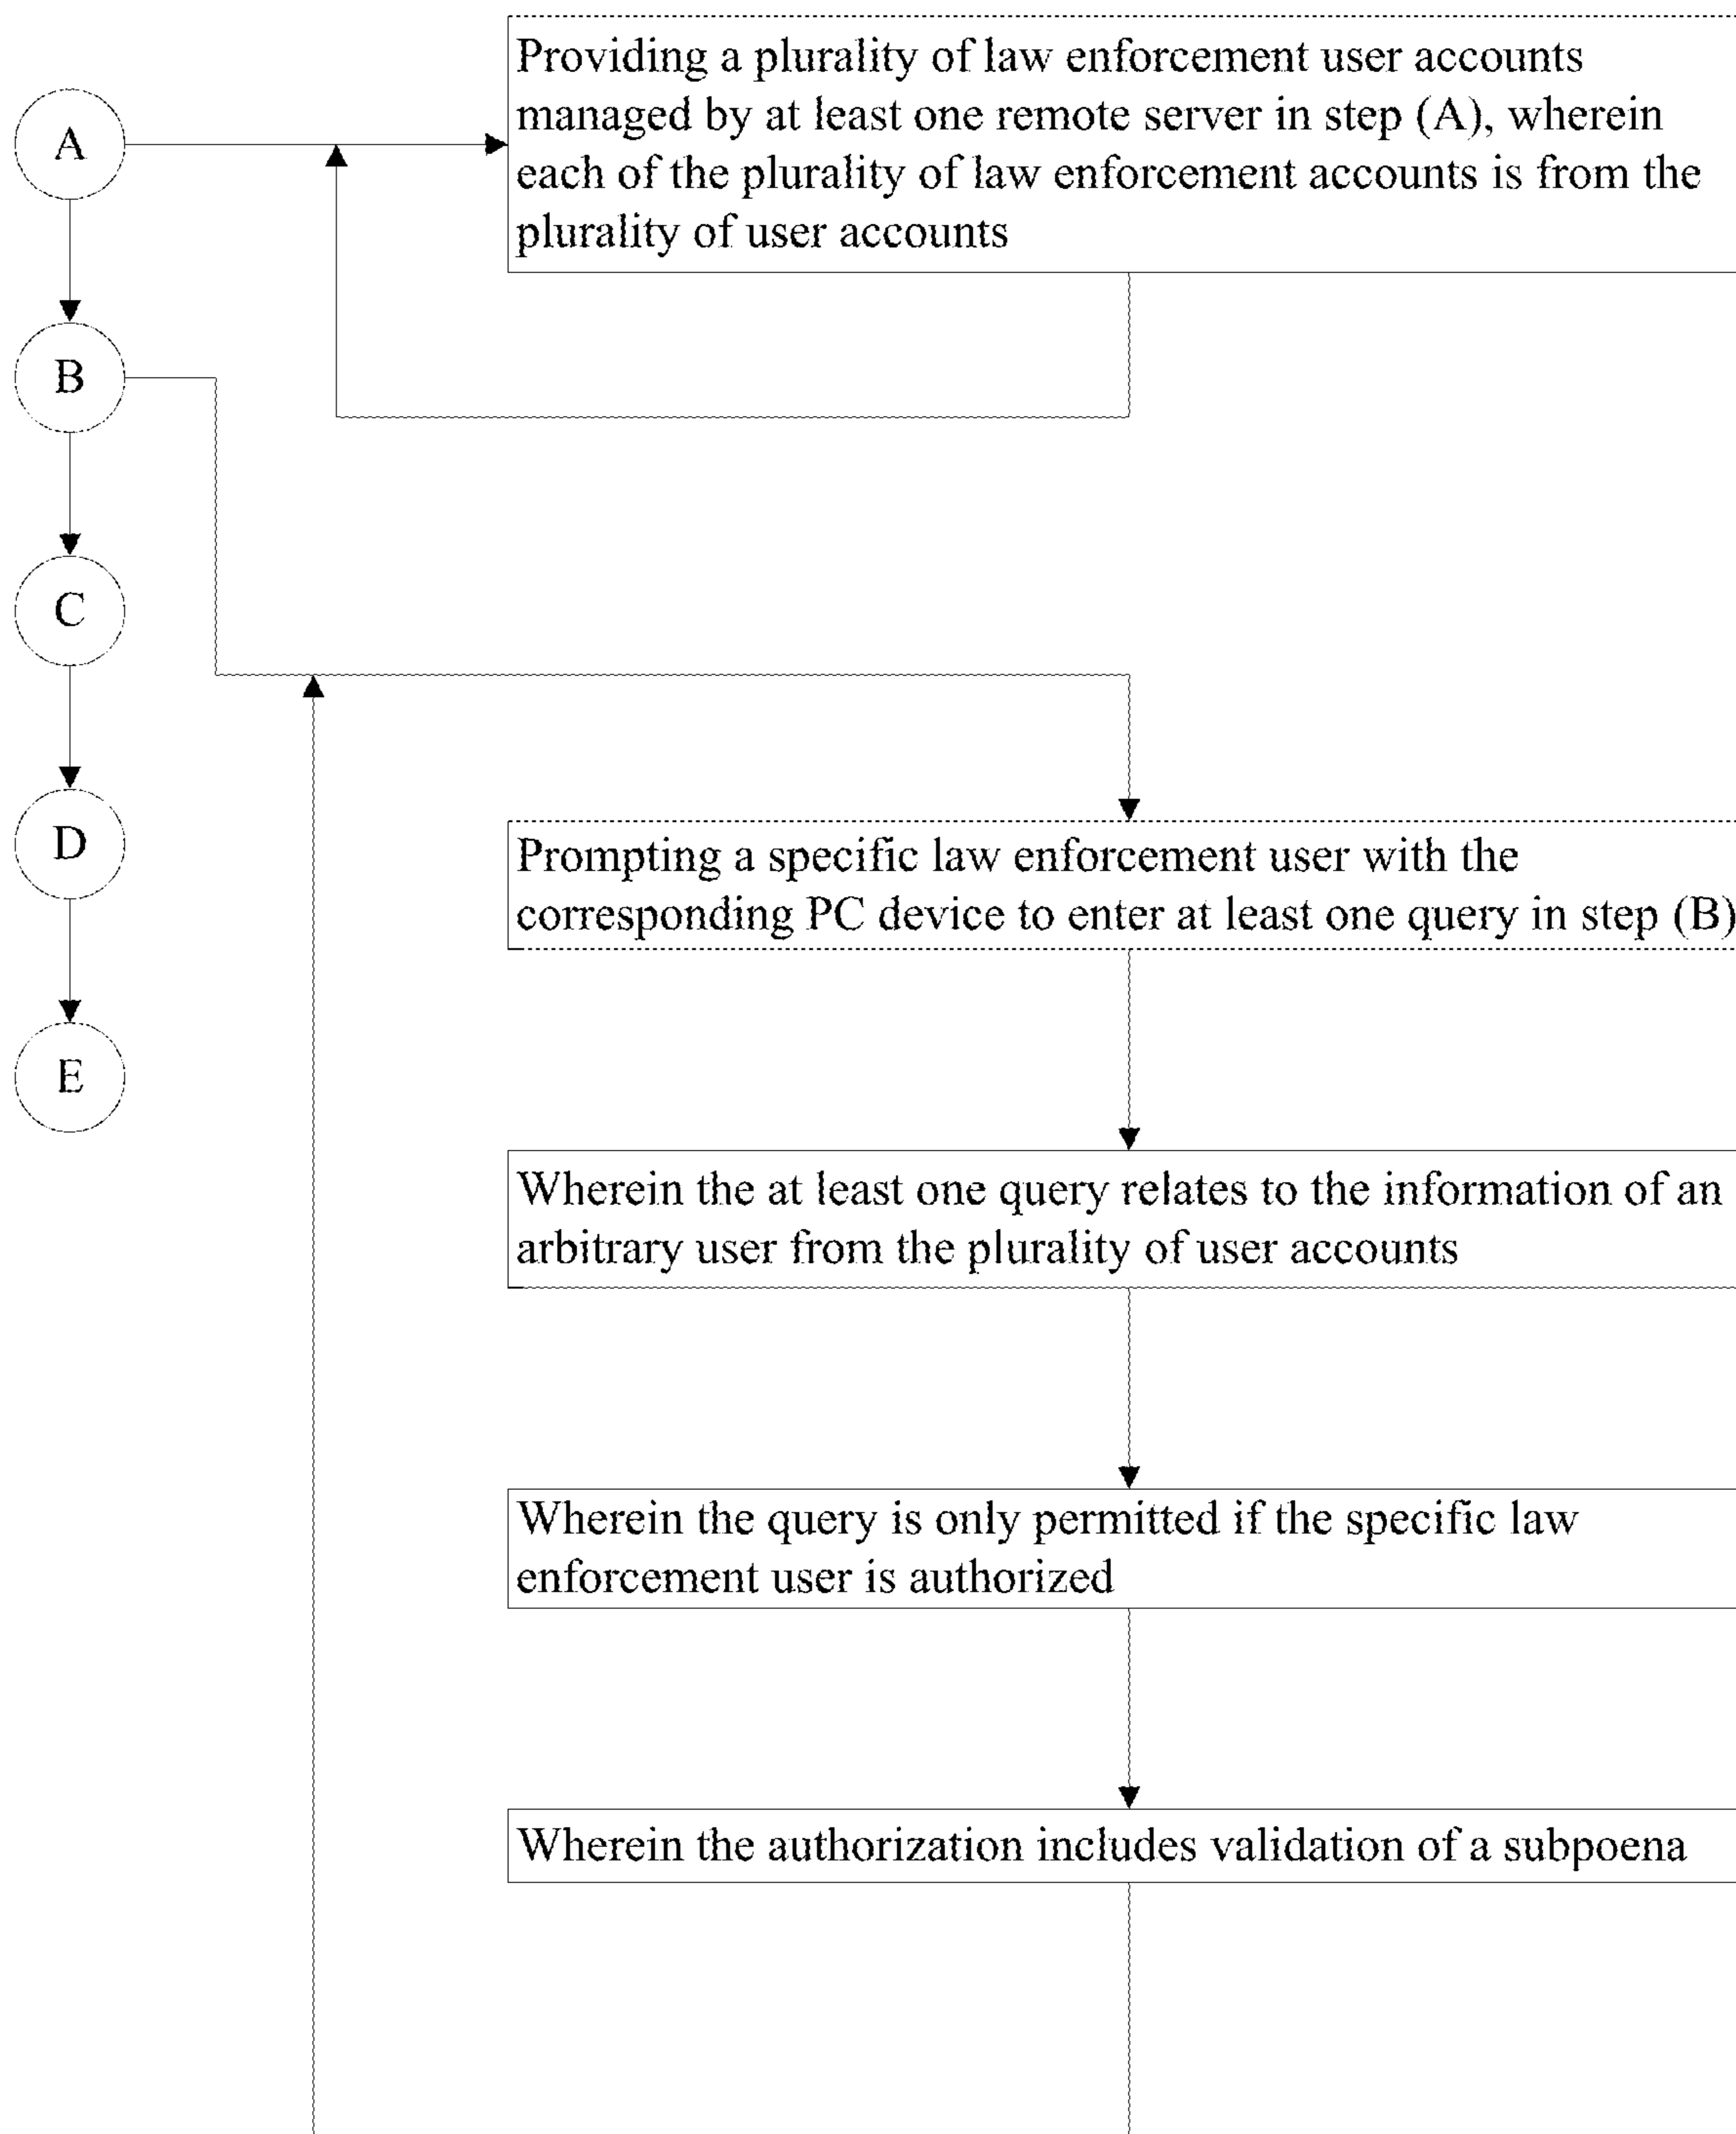 Providing a plurality of law enforcement user accounts
managed by at least one remote server in step (A), wherein
each of the plurality of law enforcement accounts is from the
plurality of user accounts
A
B
C
D
E
Prompting a specific law enforcement user with the
corresponding PC device to enter at least one query in step (B)
Wherein the at least one query relates to the information of an
arbitrary user from the plurality of user accounts
Wherein the query is only permitted if the specific law
enforcement user is authorized
Wherein the authorization includes validation of a subpoena